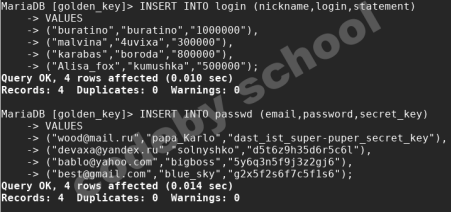 MariaDB [golden_key]> INSERT INTO login (nickname,login,statement)
-> VALUES
-> ("buratino","buratino","1000000"),
-> ("malvina","4uvixa","300000"),
-> ("karabas","boroda","800000"),
-> ("Alisa_fox","kumushka","500000");
Query OK, 4 rows affected (0.010 sec)
Records: 4  Duplicates: 0  Warnings: 0
MariaDB [golden_key]> INSERT INTO passwd (email,password,secret_key)
-> VALUES
-> ("wood@mail.ru","papa_Karlo","dast_ist_super-puper_secret_key"),
-> ("devaxa@yandex.ru","solnyshko","d5t6z9h35d6r5c6l"),
-> ("bablo@yahoo.com","bigboss","5y6q3n5f9j3z2gj6"),
-> ("best@gmail.com","blue_sky","g2x5f2s6f7c5f1s6");
Query OK, 4 rows affected (0.014 sec)
Records: 4  Duplicates: 0  Warnings: 0
codeby school